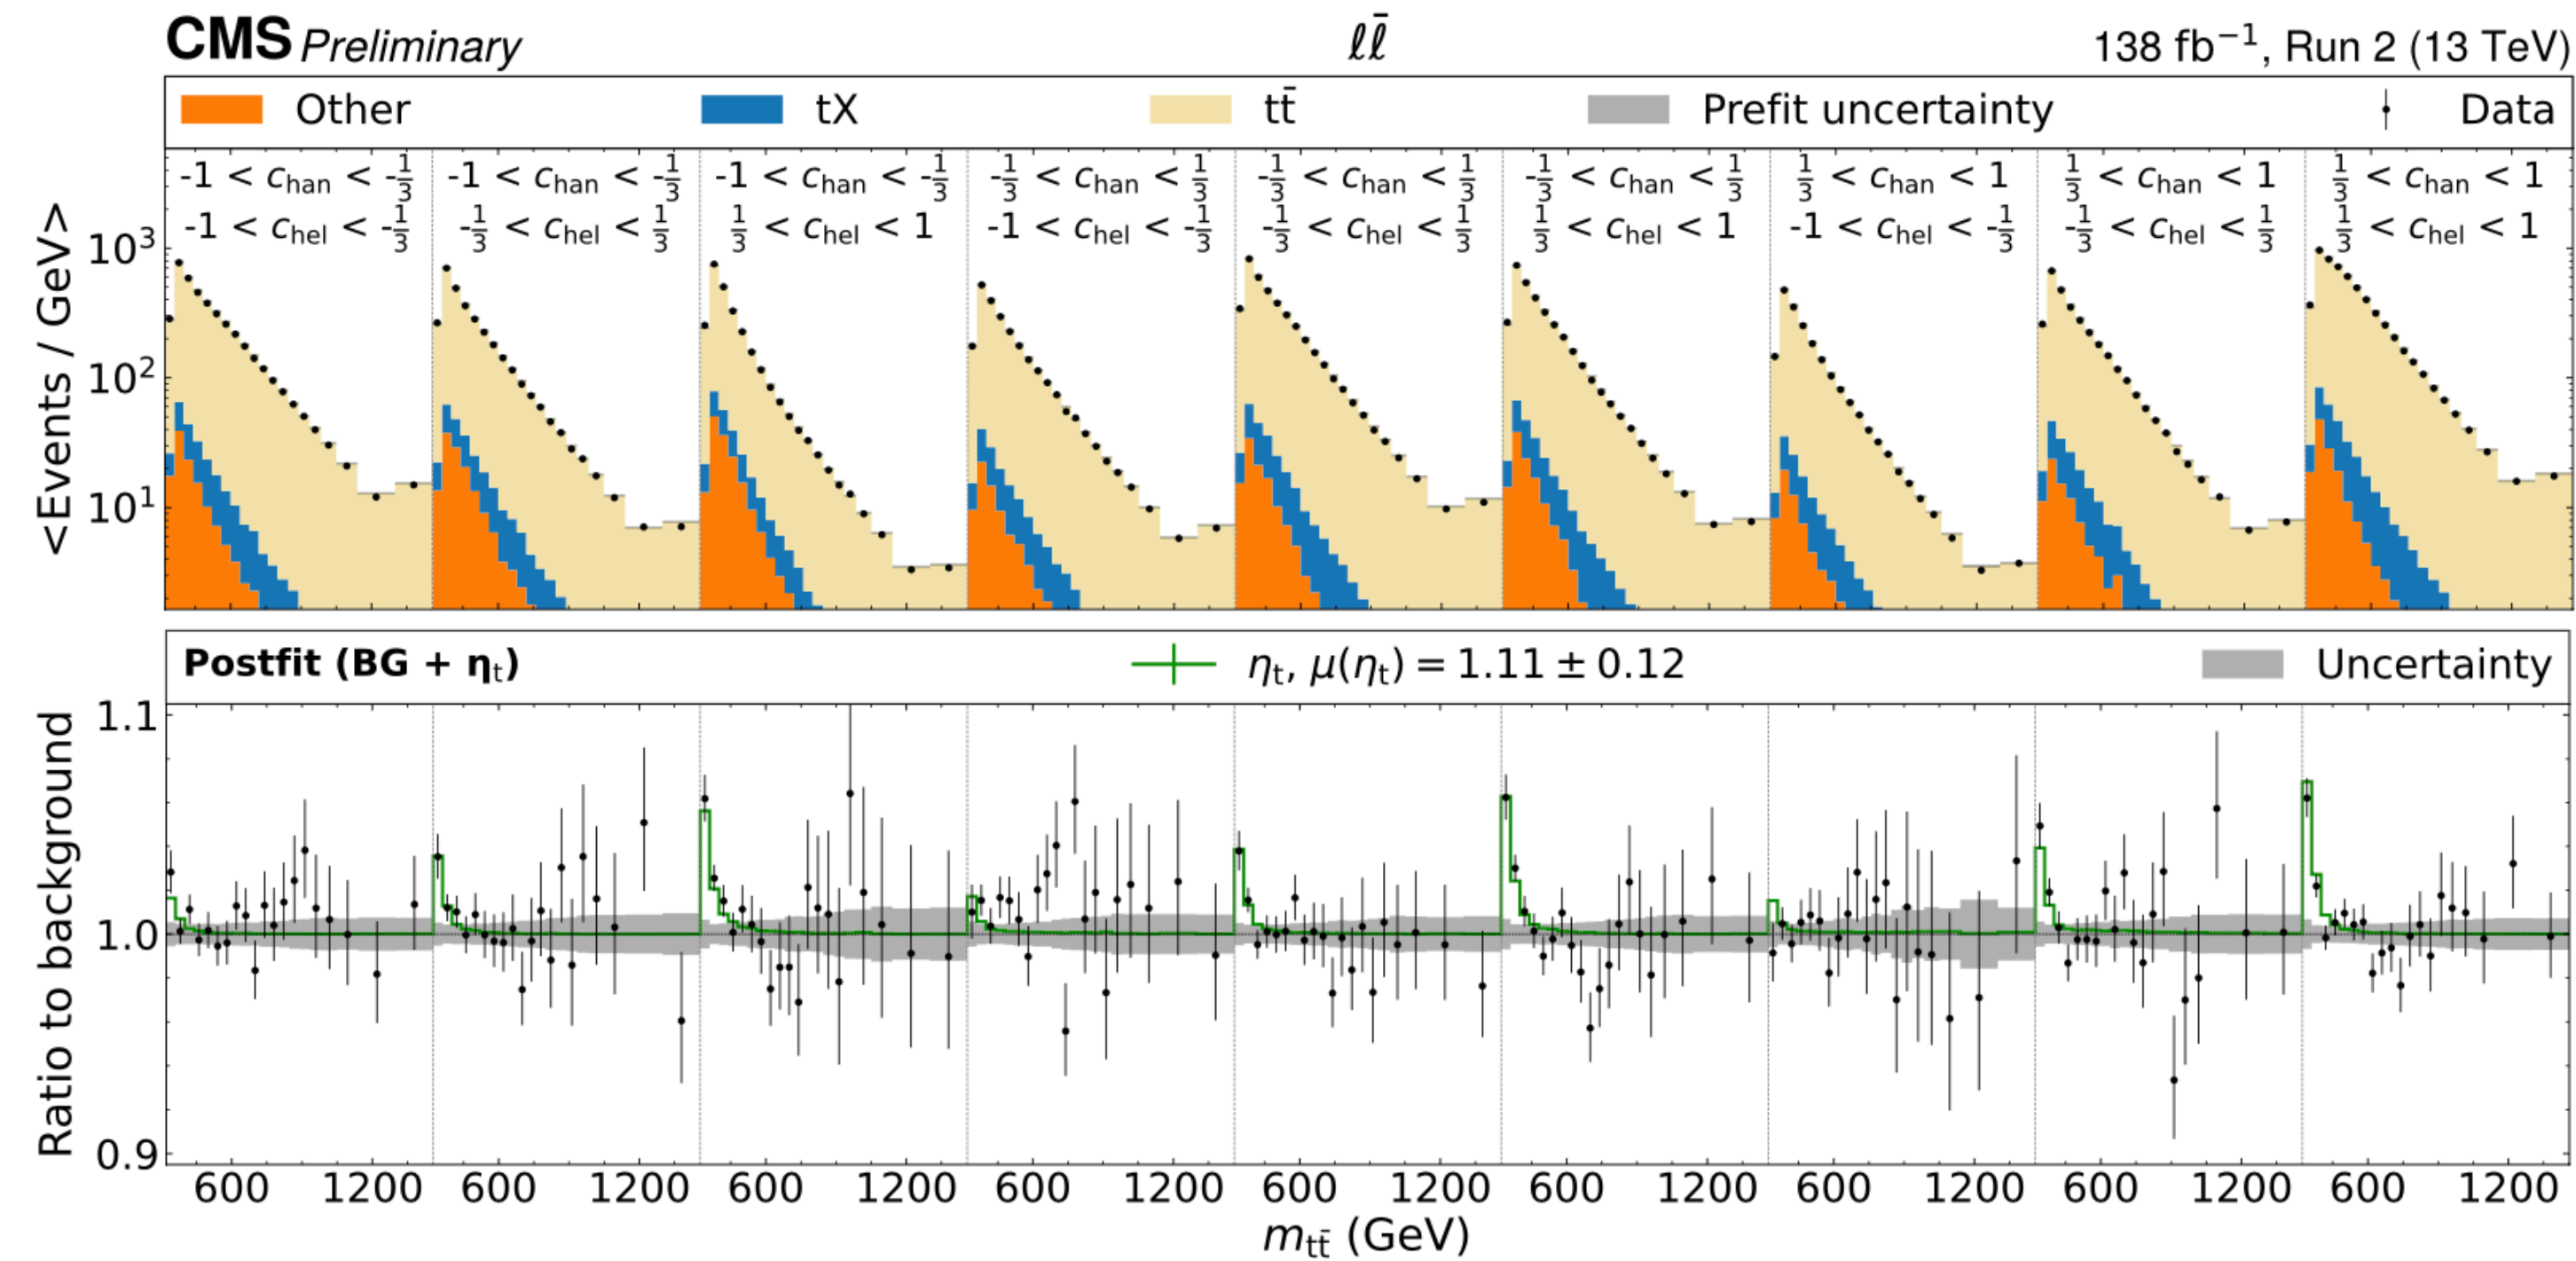 CMS Preliminary ℓℓ̄ 138 fb⁻¹, Run 2 (13 TeV)
Other tX tt̄ Prefit uncertainty Data
-1 < c_han < -1/3 -1 < c_han < -1/3 -1 < c_han < -1/3 -1/3 < c_han < 1/3 -1/3 < c_han < 1/3 -1/3 < c_han < 1/3 1/3 < c_han < 1 1/3 < c_han < 1 1/3 < c_han < 1
-1 < c_hel < -1/3 -1/3 < c_hel < 1/3 1/3 < c_hel < 1 -1 < c_hel < -1/3 -1/3 < c_hel < 1/3 1/3 < c_hel < 1 -1 < c_hel < -1/3 -1/3 < c_hel < 1/3 1/3 < c_hel < 1
<Events / GeV>
10³
10²
10¹
Postfit (BG + η_t) η_t, μ(η_t) = 1.11 ± 0.12 Uncertainty
Ratio to background
1.1
1.0
0.9
600 1200 600 1200 600 1200 600 1200 600 1200 600 1200 600 1200 600 1200 600 1200
m_tt̄ (GeV)